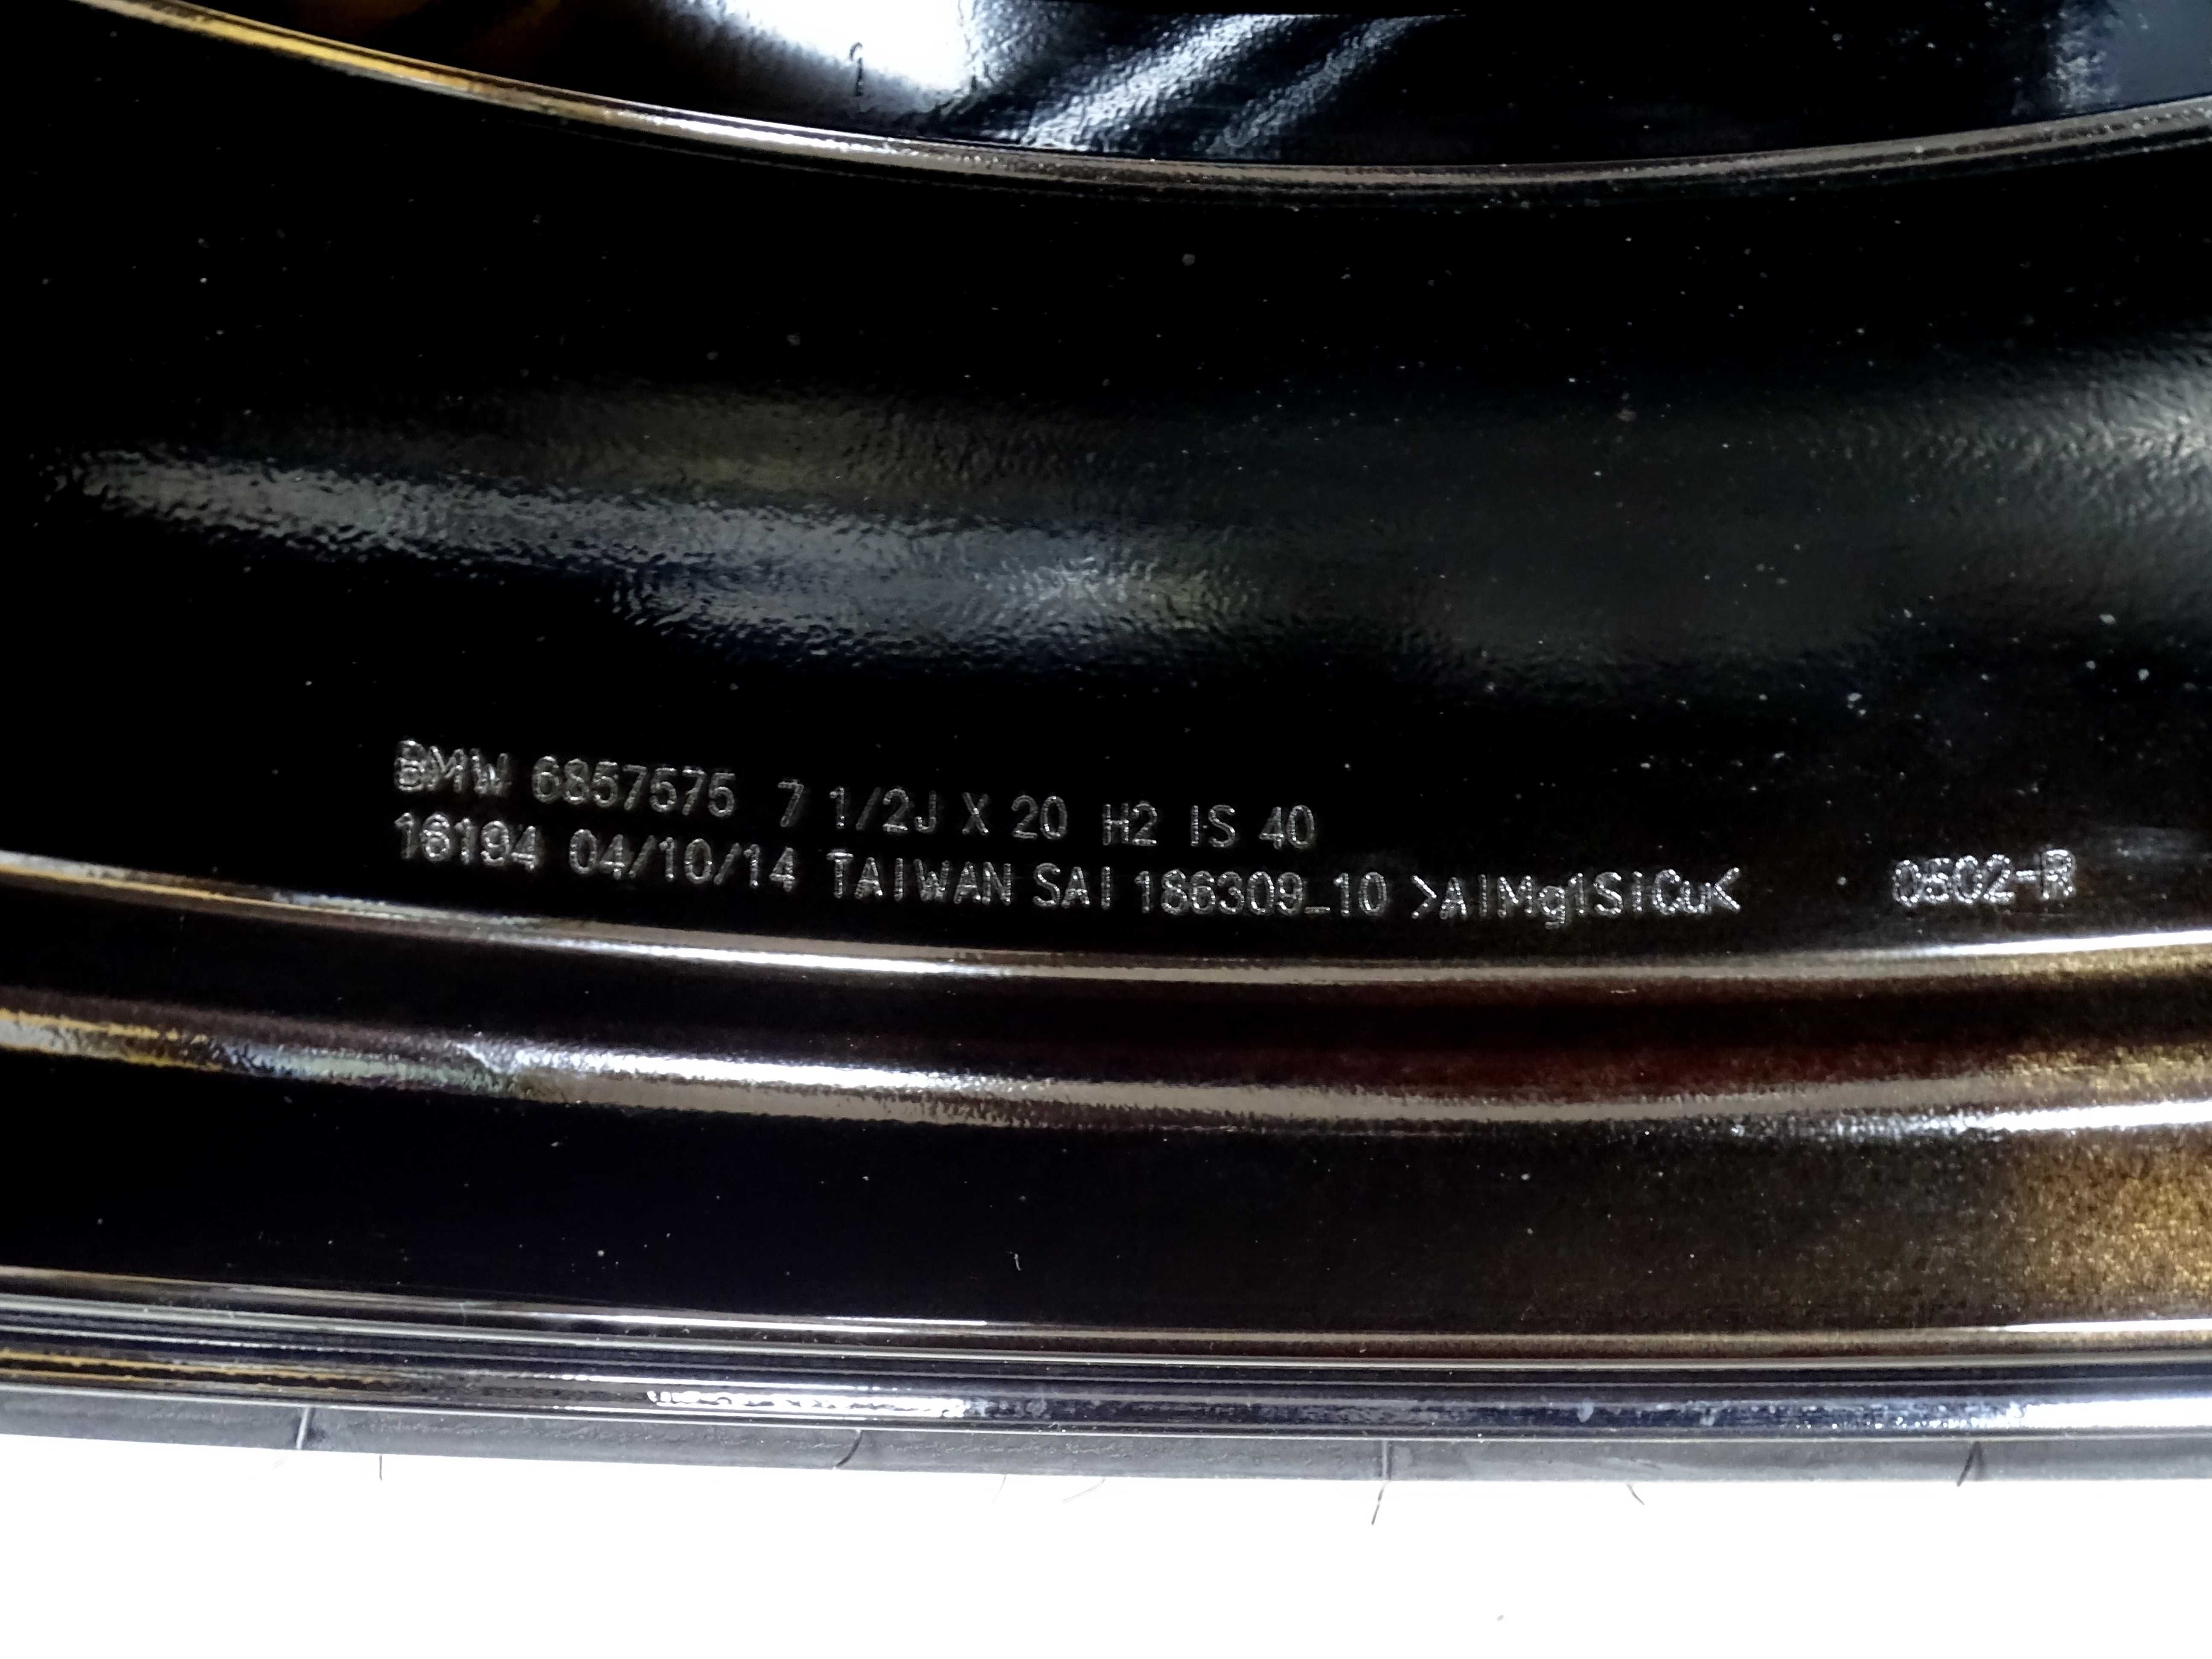 BMW 6857575 7 1/2J X 20 H2 IS 40
16194 04/10/14 TAIWAN SAI 186309_10 >AlMg1SiCu<
0502-R